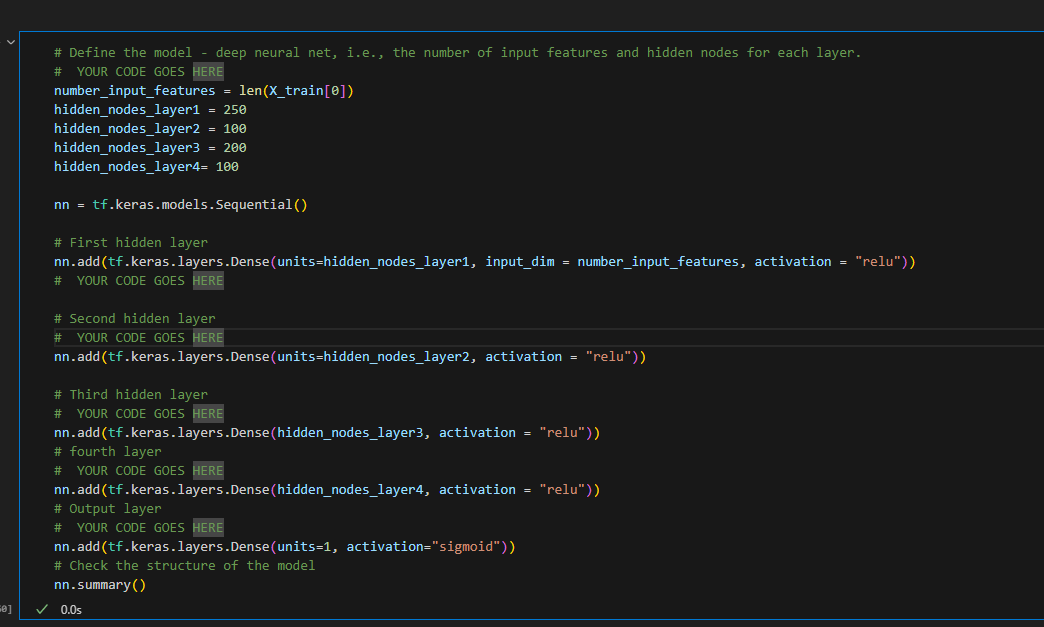 # Define the model - deep neural net, i.e., the number of input features and hidden nodes for each layer.
#  YOUR CODE GOES HERE
number_input_features = len(X_train[0])
hidden_nodes_layer1 = 250
hidden_nodes_layer2 = 100
hidden_nodes_layer3 = 200
hidden_nodes_layer4= 100
nn = tf.keras.models.Sequential()
# First hidden layer
nn.add(tf.keras.layers.Dense(units=hidden_nodes_layer1, input_dim = number_input_features, activation = "relu"))
#  YOUR CODE GOES HERE
# Second hidden layer
#  YOUR CODE GOES HERE
nn.add(tf.keras.layers.Dense(units=hidden_nodes_layer2, activation = "relu"))
# Third hidden layer
#  YOUR CODE GOES HERE
nn.add(tf.keras.layers.Dense(hidden_nodes_layer3, activation = "relu"))
# fourth layer
#  YOUR CODE GOES HERE
nn.add(tf.keras.layers.Dense(hidden_nodes_layer4, activation = "relu"))
# Output layer
#  YOUR CODE GOES HERE
nn.add(tf.keras.layers.Dense(units=1, activation="sigmoid"))
# Check the structure of the model
nn.summary()
0.0s